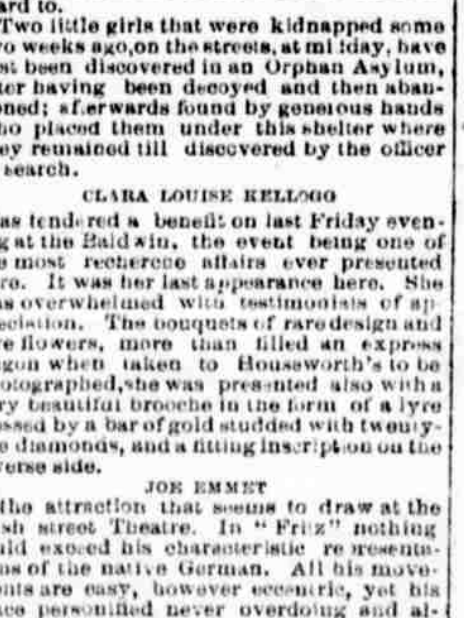 ard to.
Two little girls that were kidnapped some
o weeks ago,on the streets, at mi lday, have
st been discovered in an Orphan Asylum,
ter having been decoyed and then aban-
oned; af.erwards found by geneious hands
ho placed them under this shelter where
ey remained till discovered by the officer
search.
CLARA LOUISE KELLOGG
as tendered a benefit on last Friday even-
g at the Baldwin, the event being one of
e most recherece affairs ever presented
re. It was her last appearance here. She
as overwhelmed with testimonials of ap-
eciation. The bouquets of rare design and
e flowers, more than filled an express
gon when taken to Houseworth's to be
otographed,she was presented also with a
ry beautiful brooche in the form of a lyre
ssed by a bar of gold studded with twenty-
e diamonds, and a fitting inscription on the
verse side.
JOE EMMET
the attraction that seems to draw at the
sh street Theatre. In "Fritz" nothing
uld exceed his characteristic representa-
ns of the native German. All his move-
ents are easy, however eccentric, yet his
ace personified never overdoing and al-